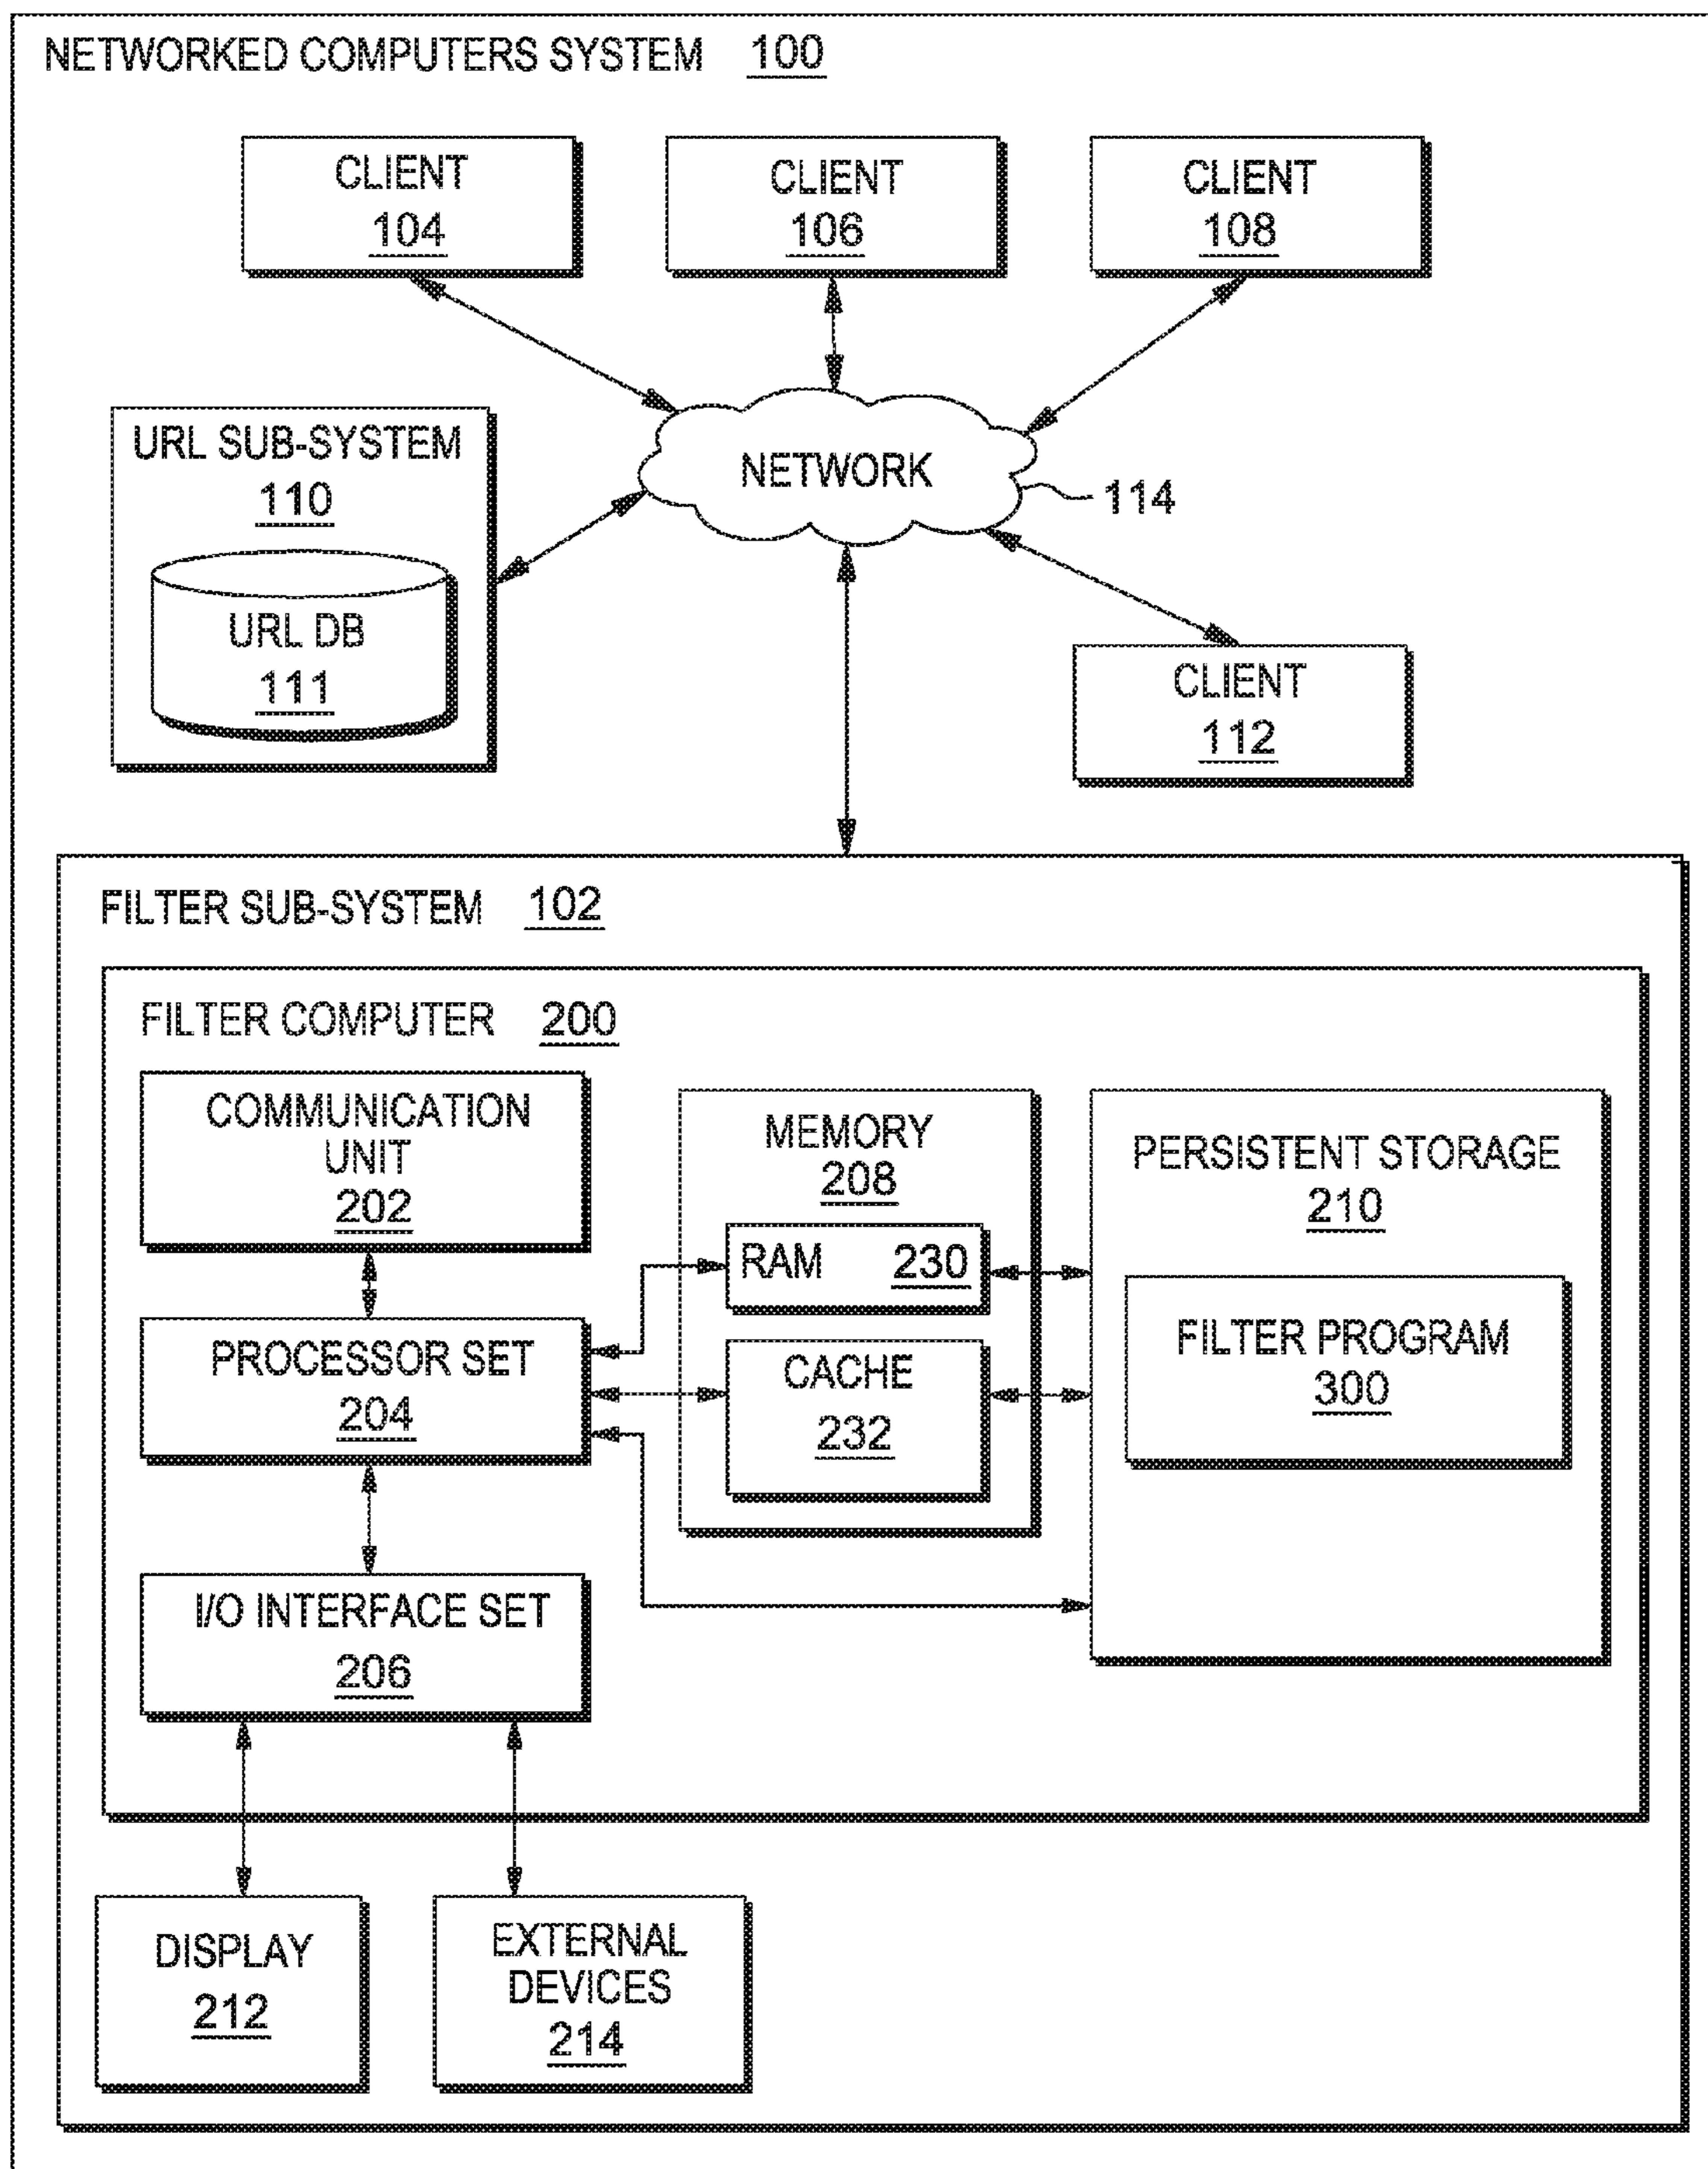 NETWORKED COMPUTERS SYSTEM 100
CLIENT
104
CLIENT
106
CLIENT
108
URL SUB-SYSTEM
110
URL DB
111
NETWORK
114
CLIENT
112
FILTER SUB-SYSTEM 102
FILTER COMPUTER 200
COMMUNICATION
UNIT
202
MEMORY
208
PERSISTENT STORAGE
210
RAM 230
FILTER PROGRAM
300
PROCESSOR SET
204
CACHE
232
I/O INTERFACE SET
206
DISPLAY
212
EXTERNAL
DEVICES
214